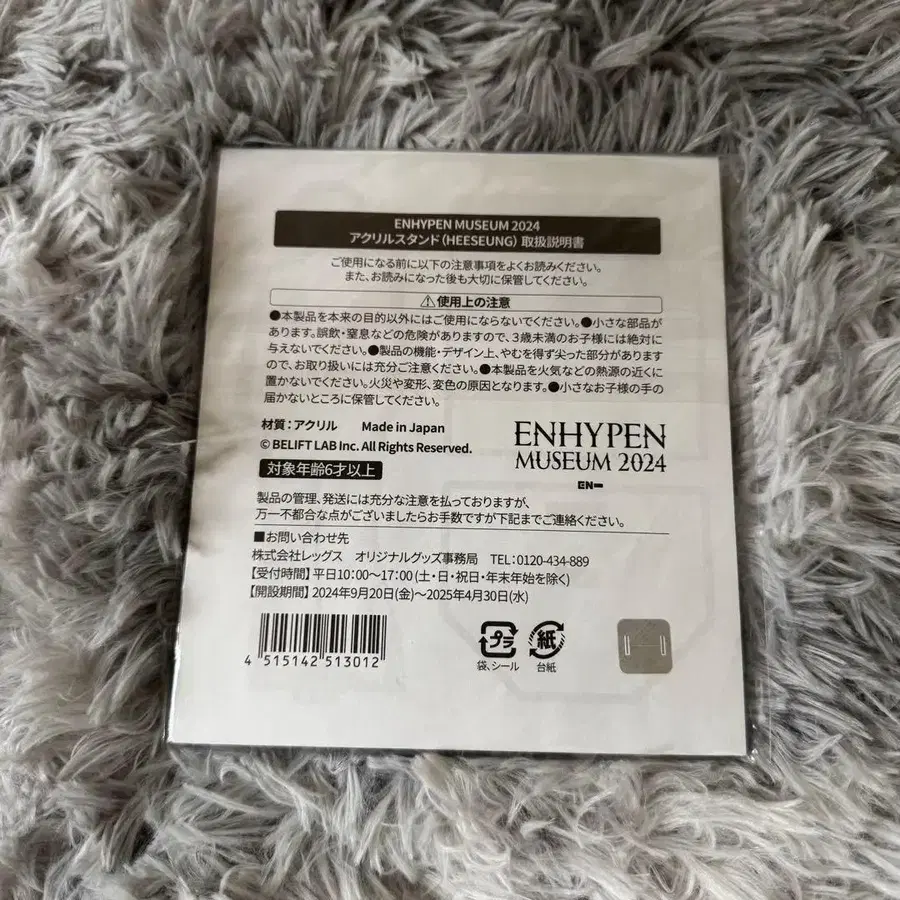 ENHYPEN MUSEUM 2024
アクリルスタンド(HEESEUNG) 取扱説明書
ご使用になる前に以下の注意事項をよくお読みください。
また、お読みになった後も大切に保管してください。
⚠使用上の注意
●本製品を本来の目的以外にはご使用にならないでください。●小さな部品が
あります。誤飲・窒息などの危険がありますので、3歳未満のお子様には絶対に
与えないでください。●製品の機能・デザイン上、やむを得ず尖った部分があります
ので、お取り扱いには充分ご注意ください。●本製品を火気などの熱源の近くに
置かないでください。火災や変形、変色の原因となります。●小さなお子様の手の
届かないところに保管してください。
材質:アクリル Made in Japan
© BELIFT LAB Inc. All Rights Reserved.
対象年齢6才以上
ENHYPEN
MUSEUM 2024
EN-
製品の管理、発送には充分な注意を払っておりますが、
万一不都合な点がございましたらお手数ですが下記までご連絡ください。
■お問い合わせ先
株式会社レッグス オリジナルグッズ事務局 TEL:0120-434-889
【受付時間】平日10:00～17:00(土・日・祝日・年末年始を除く)
【開設期間】2024年9月20日(金)～2025年4月30日(水)
4 515142 513012
プラ
袋、シール
紙
台紙